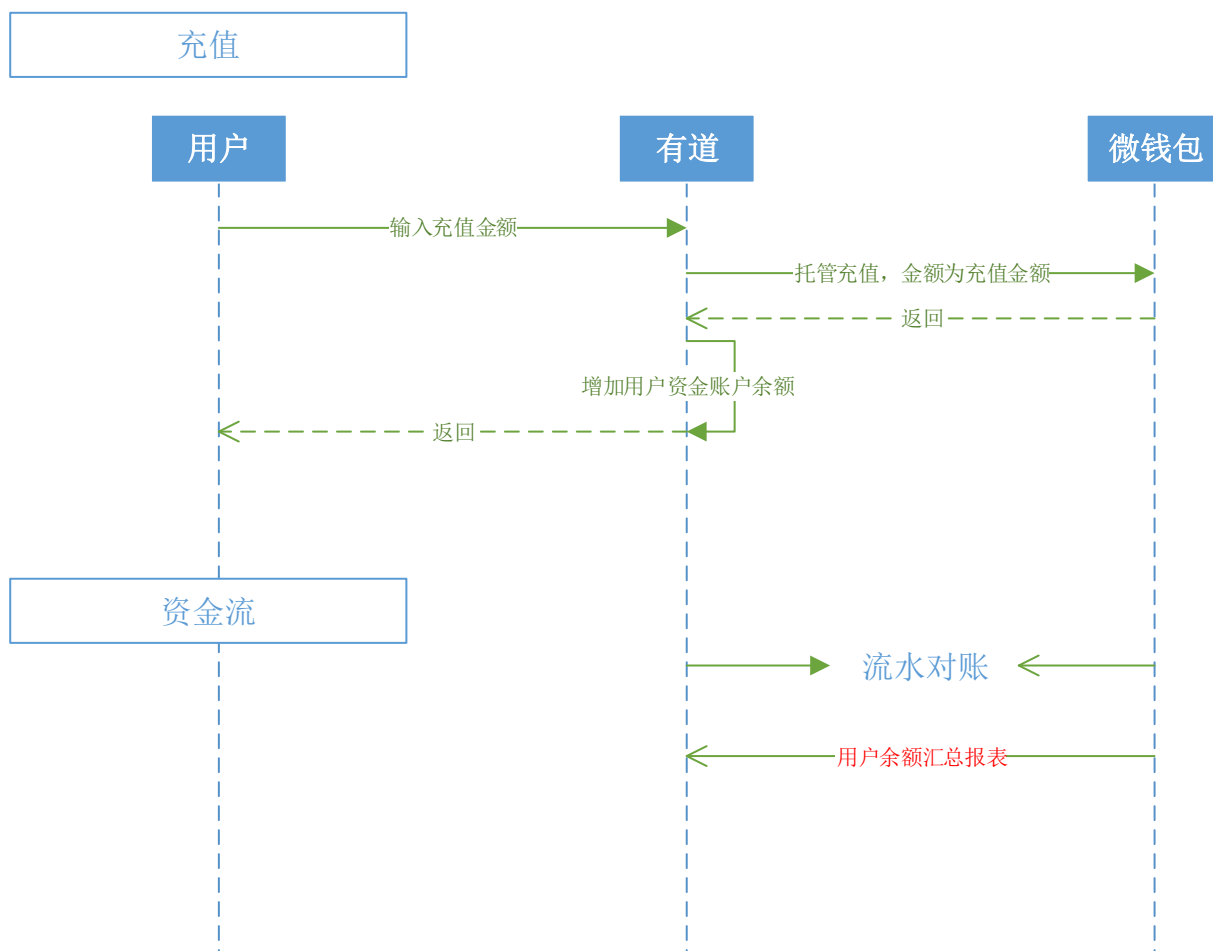 充值
用户
有道
微钱包
输入充值金额
托管充值，金额为充值金额
返回
增加用户资金账户余额
返回
资金流
流水对账
用户余额汇总报表